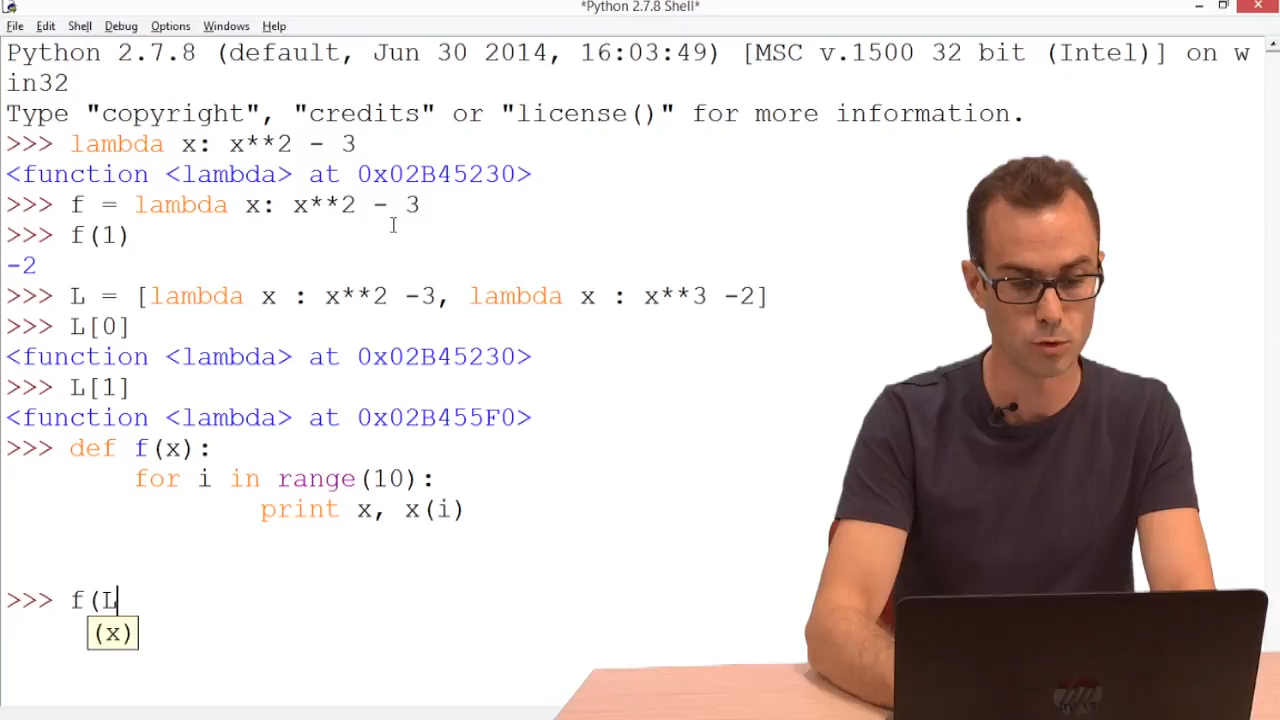 *Python 2.7.8 Shell*
File Edit Shell Debug Options Windows Help
Python 2.7.8 (default, Jun 30 2014, 16:03:49) [MSC v.1500 32 bit (Intel)] on w
in32
Type "copyright", "credits" or "license()" for more information.
>>> lambda x: x**2 - 3
<function <lambda> at 0x02B45230>
>>> f = lambda x: x**2 - 3
>>> f(1)
-2
>>> L = [lambda x : x**2 -3, lambda x : x**3 -2]
>>> L[0]
<function <lambda> at 0x02B45230>
>>> L[1]
<function <lambda> at 0x02B455F0>
>>> def f(x):
for i in range(10):
print x, x(i)
>>> f(L
(x)